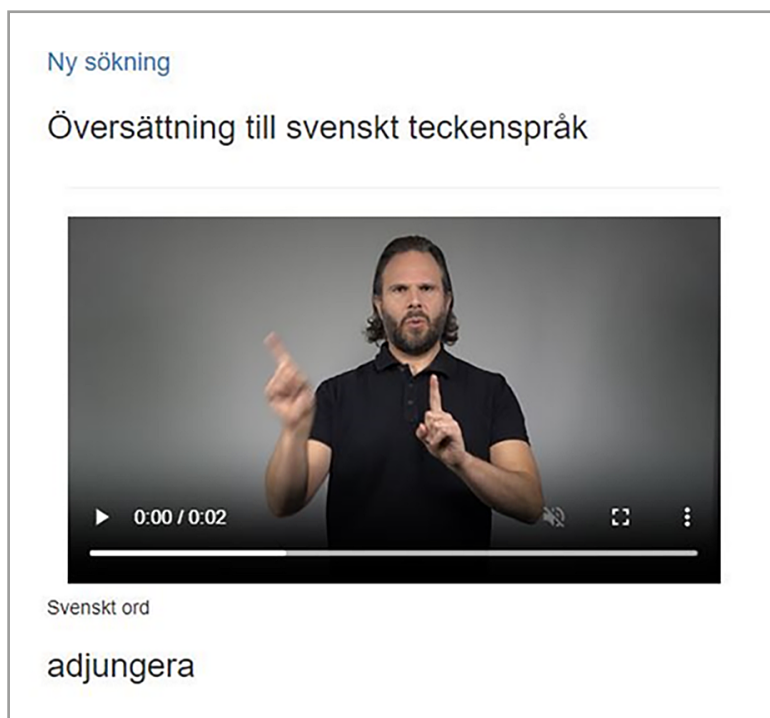 Ny sökning
Översättning till svenskt teckenspråk
0:00 / 0:02
Svenskt ord
adjungera